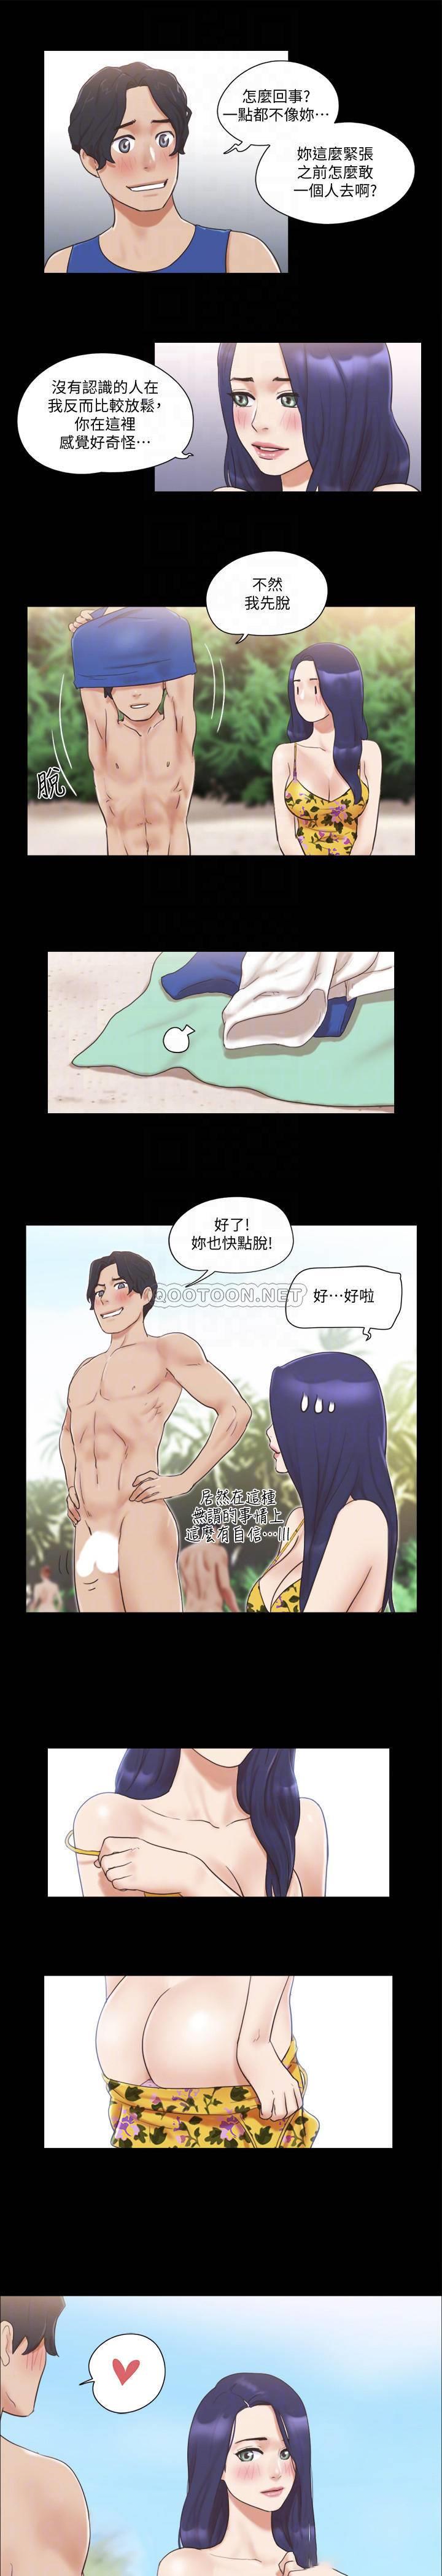 怎麼回事?
一點都不像妳⋯
妳這麼緊張
之前怎麼敢
一個人去啊?
沒有認識的人在
我反而比較放鬆,
你在這裡
感覺好奇怪⋯
不然
我先脫
脫
好了!
妳也快點脫!
QOOTOON.NET
好⋯好啦
居然在這種
無謂的事情上
這麼有自信⋯!!!